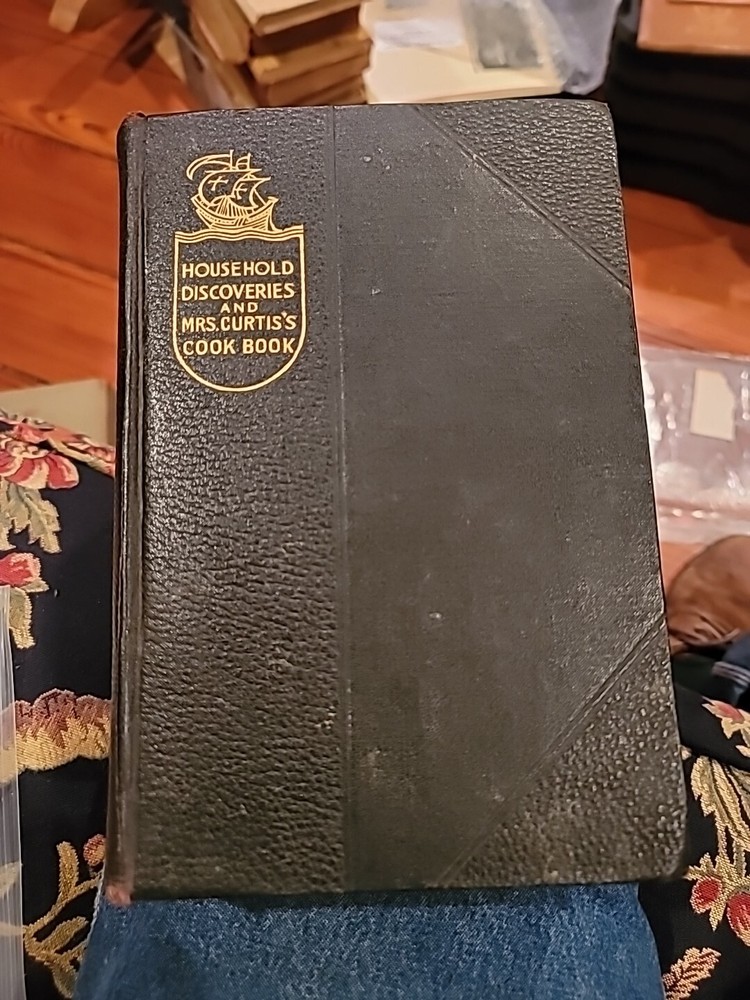 HOUSEHOLD
DISCOVERIES
AND
MRS. CURTIS'S
COOK BOOK